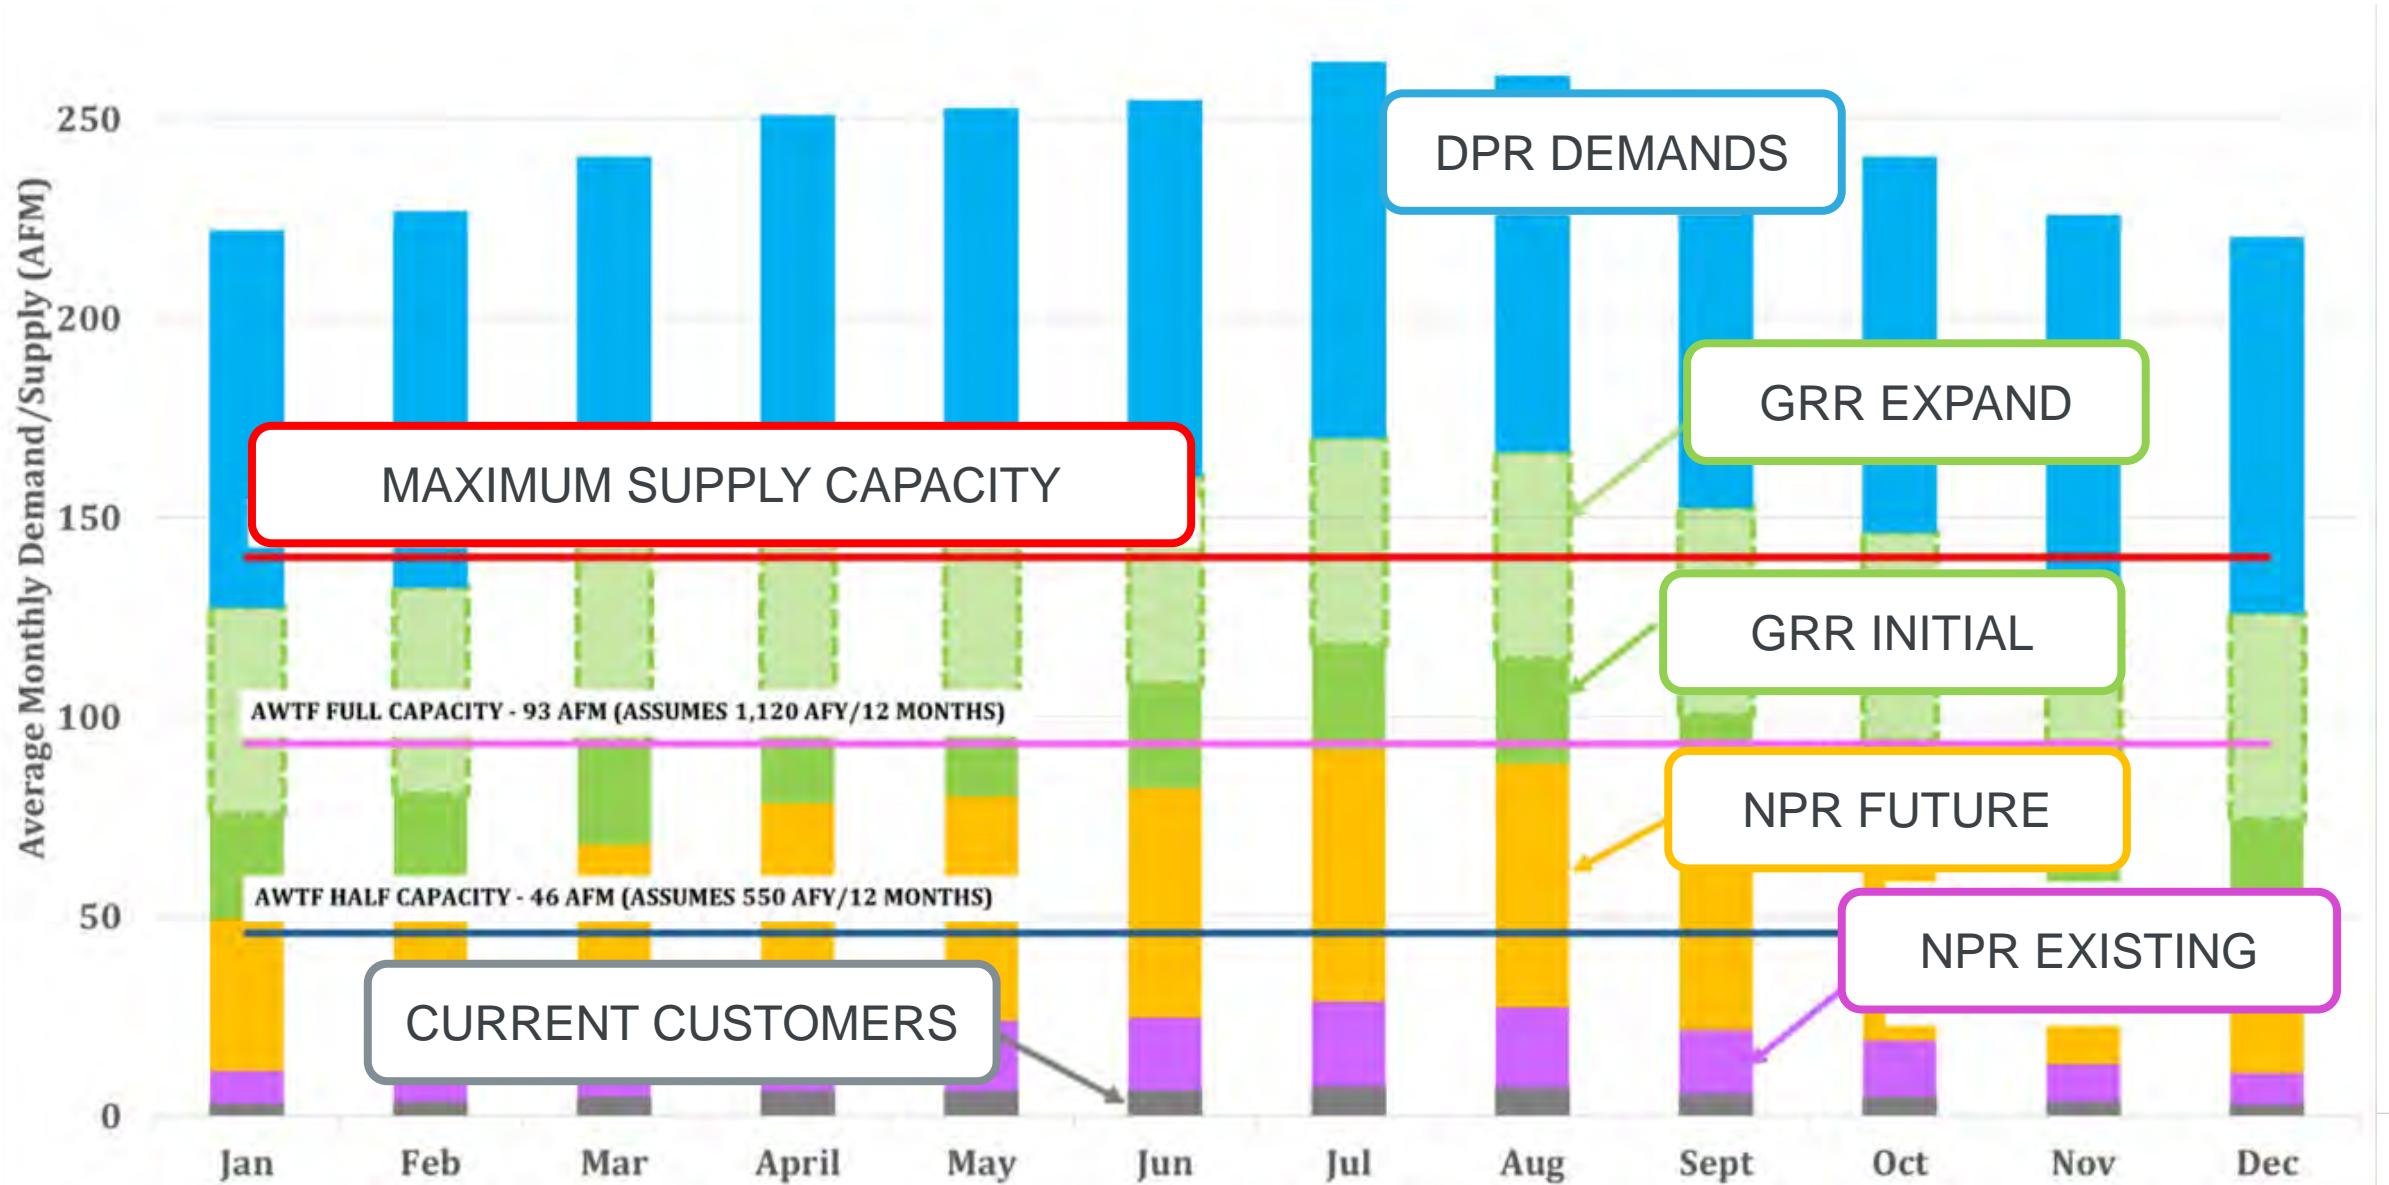 Average Monthly Demand/Supply (AFM)
250
200
150
100
50
0
DPR DEMANDS
GRR EXPAND
MAXIMUM SUPPLY CAPACITY
GRR INITIAL
AWTF FULL CAPACITY - 93 AFM (ASSUMES 1,120 AFY/12 MONTHS)
NPR FUTURE
AWTF HALF CAPACITY - 46 AFM (ASSUMES 550 AFY/12 MONTHS)
NPR EXISTING
CURRENT CUSTOMERS
Jan Feb Mar April May Jun Jul Aug Sept Oct Nov Dec